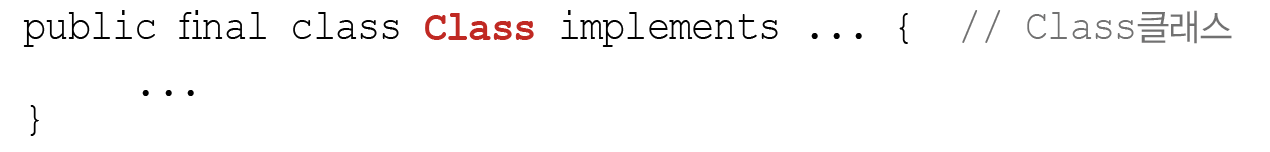 public final class Class implements ... {  // Class클래스
...
}